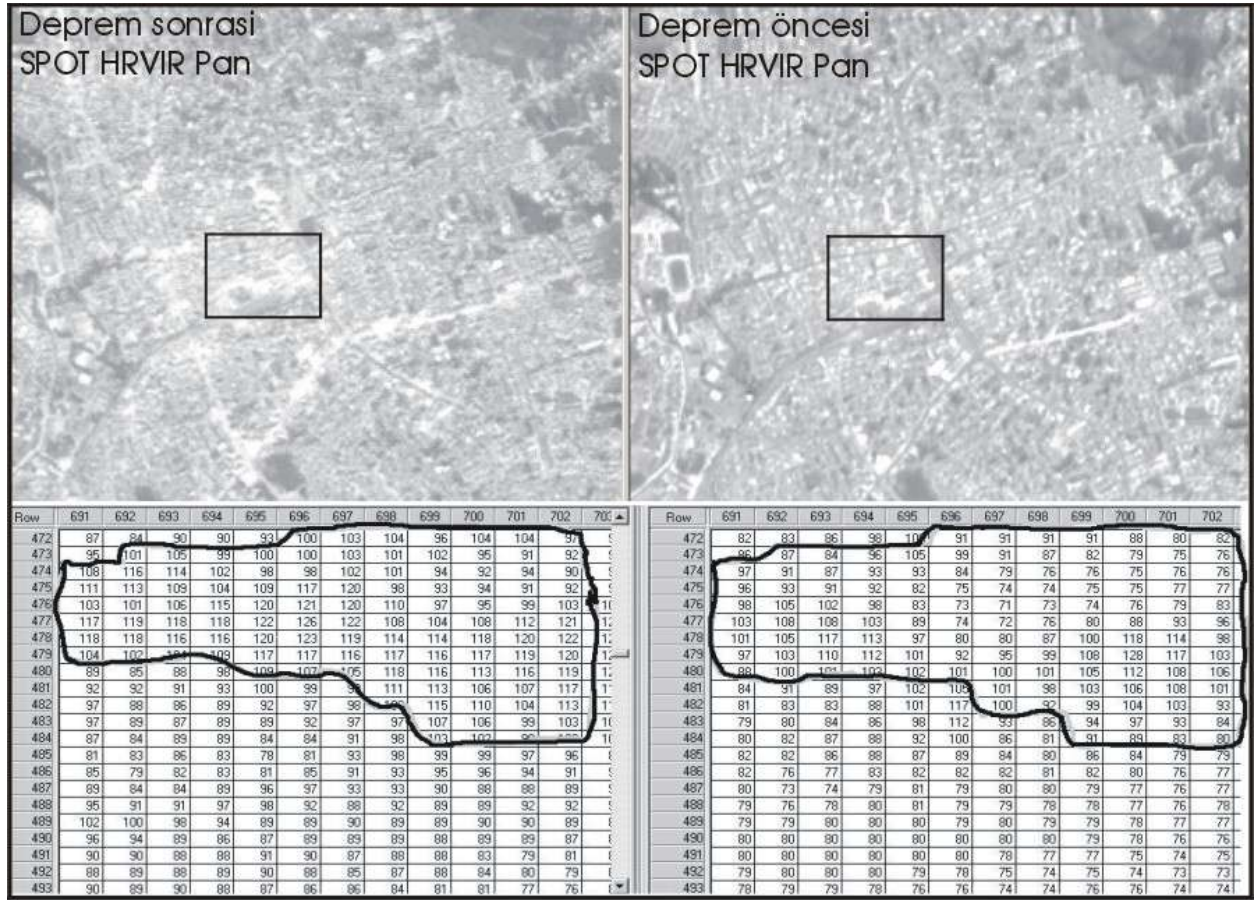 Deprem sonrasi
SPOT HRVIR Pan
Deprem öncesi
SPOT HRVIR Pan
Row 691 692 693 694 695 696 697 698 699 700 701 702
472 87 84 90 90 93 100 103 104 96 104 104 97
473 95 101 105 99 100 100 103 101 102 95 91 92
474 108 116 114 102 98 98 102 101 94 92 94 90
475 111 113 109 104 109 117 120 98 93 94 91 92
476 103 101 106 115 120 121 120 110 97 95 99 103
477 117 119 118 118 122 126 122 108 104 108 112 121
478 118 118 116 116 120 123 119 114 114 118 120 122
479 104 102 104 109 117 117 116 117 116 117 119 120
480 89 85 88 98 109 107 105 118 116 113 116 119
481 92 92 91 93 100 99 111 113 106 107 117
482 97 88 86 89 92 97 98 115 110 104 113
483 97 89 87 89 89 92 97 97 107 106 99 103
484 87 84 89 89 84 84 91 98 103 102
485 81 83 86 83 78 81 93 98 99 99 97 96
486 85 79 82 83 81 85 91 93 95 96 94 91
487 89 84 84 89 96 97 93 93 90 88 88 89
488 95 91 91 97 98 92 88 92 89 89 92 92
489 102 100 98 94 89 89 90 89 89 90 90 89
490 96 94 89 86 87 89 89 89 88 89 89 87
491 90 90 88 88 91 90 87 88 88 83 79 81
492 88 89 88 89 90 88 85 87 88 84 80 79
493 90 89 90 88 87 86 86 84 81 81 77 76
Row 691 692 693 694 695 696 697 698 699 700 701 702
472 82 83 86 98 91 91 91 91 88 80 82
473 96 87 84 96 99 99 91 87 82 79 75 76
474 97 91 87 93 93 84 79 76 76 75 76 76
475 96 93 91 92 82 75 74 74 75 75 77 77
476 98 105 102 98 83 73 71 73 74 76 79 83
477 103 108 108 103 89 74 72 76 80 88 93 96
478 101 105 117 113 97 80 80 87 100 118 114 98
479 97 103 110 112 101 92 95 99 108 128 117 103
480 98 100 101 103 102 101 100 101 105 112 108 106
481 84 91 89 97 102 105 101 98 103 106 108 101
482 81 83 83 88 101 117 100 99 104 103 93
483 79 80 84 86 98 112 86 94 97 93 84
484 80 82 87 88 92 100 86 81 91 89 83 80
485 82 82 86 88 87 89 84 80 86 84 79 79
486 82 76 77 83 82 82 82 81 82 80 76 77
487 80 73 74 79 81 79 80 80 79 77 76 77
488 79 76 78 80 81 79 79 78 78 77 76 78
489 79 79 80 80 80 79 79 79 78 78 77 77
490 80 80 80 80 80 80 80 80 79 78 76 76
491 80 80 80 80 80 80 78 77 77 75 74 75
492 79 80 80 80 79 78 75 74 75 74 73 73
493 78 79 79 78 76 76 74 74 76 76 74 74